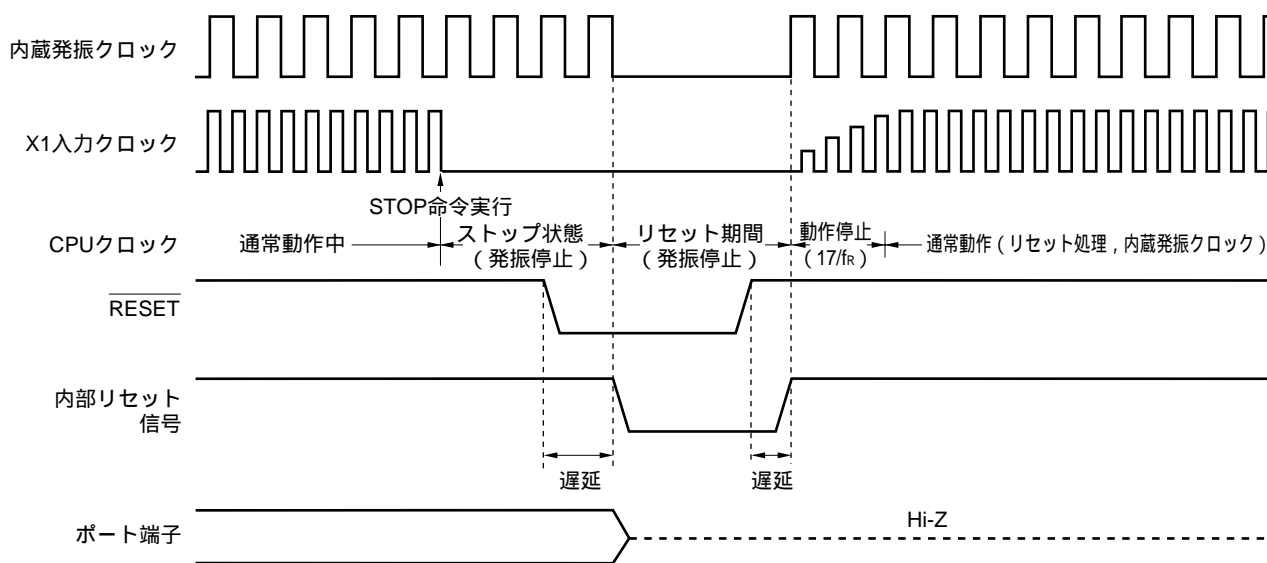 内蔵発振クロック
X1入力クロック
STOP命令実行
CPUクロック
通常動作中
ストップ状態
(発振停止)
リセット期間
(発振停止)
動作停止
(17/fR)
通常動作(リセット処理,内蔵発振クロック)
RESET
内部リセット
信号
遅延
遅延
ポート端子
Hi-Z